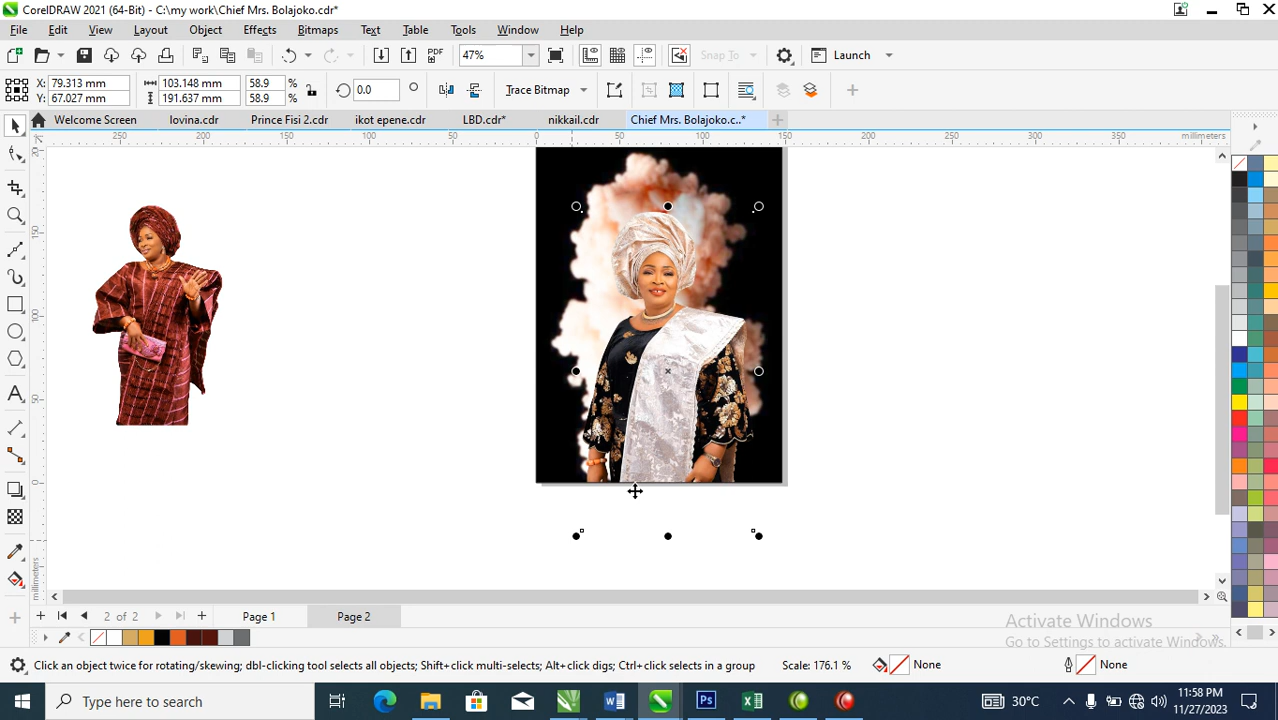 CorelDRAW 2021 (64-Bit) - C:\my work\Chief Mrs. Bolajoko.cdr*
File Edit View Layout Object Effects Bitmaps Text Table Tools Window Help
47% PDF Snap To Launch
X: 79.313 mm 103.148 mm 58.9 % 0.0 Trace Bitmap
Y: 67.027 mm 191.637 mm 58.9 %
Welcome Screen lovina.cdr Prince Fisi 2.cdr ikot epene.cdr LBD.cdr* nikkail.cdr Chief Mrs. Bolajoko.c..*
250 200 150 100 50 0 50 100 150 200 250 300 350 millimeters
150
100
50
0
millimeters
2 of 2 Page 1 Page 2
Activate Windows
Go to Settings to activate Windows.
Click an object twice for rotating/skewing; dbl-clicking tool selects all objects; Shift+click multi-selects; Alt+click digs; Ctrl+click selects in a group Scale: 176.1 % None None
Type here to search 30°C 11:58 PM
11/27/2023